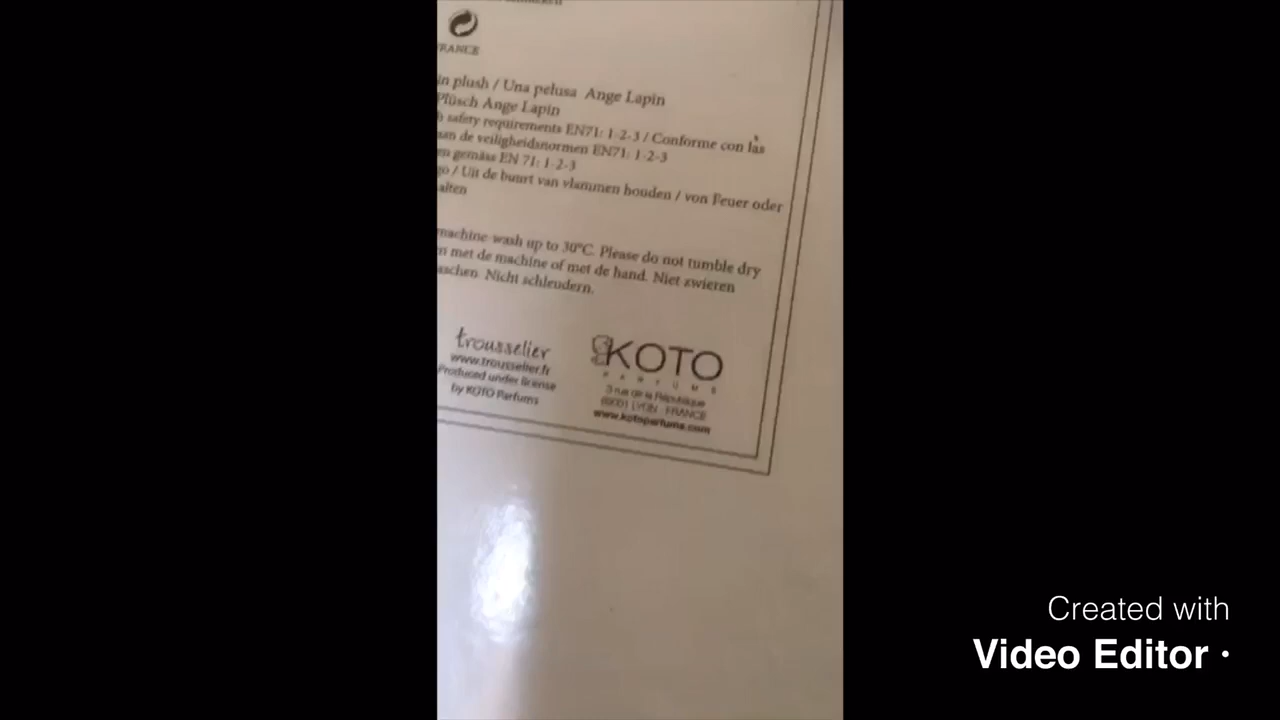 FRANCE
in plush / Una pelusa Ange Lapin
Plüsch Ange Lapin
safety requirements EN71: 1-2-3 / Conforme con las
aan de veiligheidsnormen EN71: 1-2-3
en gemäss EN 71: 1-2-3
go / Uit de buurt van vlammen houden / von Feuer oder
alten
machine-wash up to 30°C. Please do not tumble dry
n met de machine of met de hand. Niet zwieren
aschen. Nicht schleudern.
trousselier
www.trousselier.fr
Produced under license
by KOTO Parfums
KOTO
PARFUMS
3 rue de la République
69001 LYON - FRANCE
www.kotoparfums.com
Created with
Video Editor ·